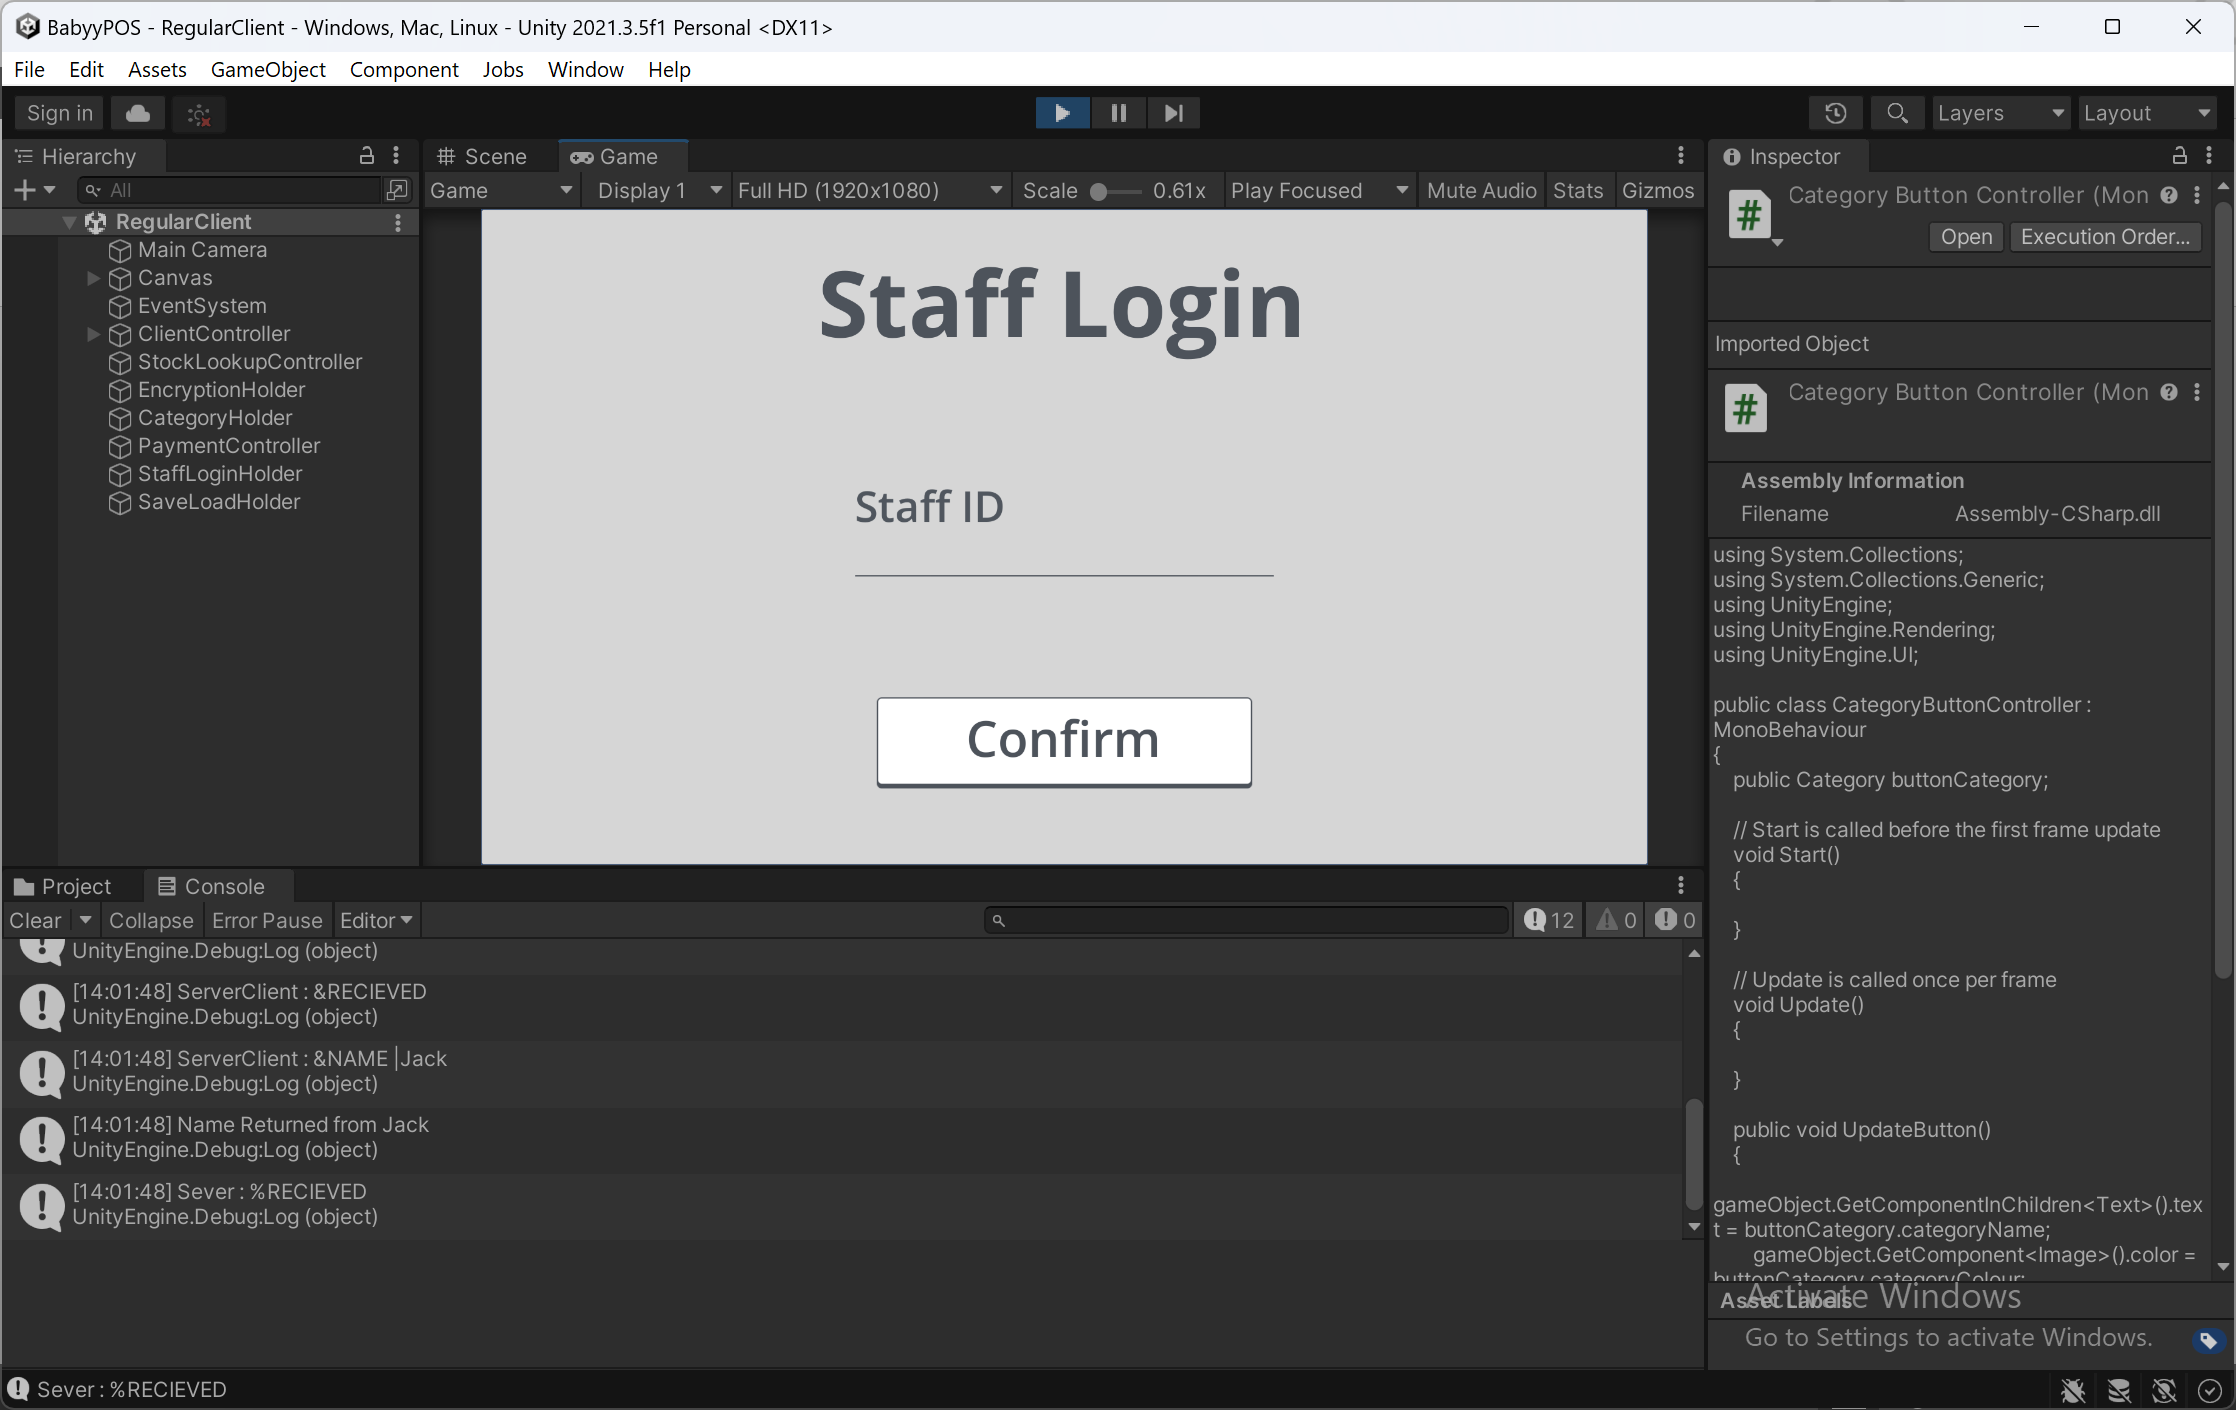 BabyyPOS - RegularClient - Windows, Mac, Linux - Unity 2021.3.5f1 Personal <DX11>
File Edit Assets GameObject Component Jobs Window Help
Sign in
Layers
Layout
Hierarchy
All
RegularClient
Main Camera
Canvas
EventSystem
ClientController
StockLookupController
EncryptionHolder
CategoryHolder
PaymentController
StaffLoginHolder
SaveLoadHolder
Scene
Game
Game Display 1 Full HD (1920x1080) Scale 0.61x Play Focused Mute Audio Stats Gizmos
Staff Login
Staff ID
Confirm
Project
Console
Clear Collapse Error Pause Editor 12 0 0
UnityEngine.Debug:Log (object)
[14:01:48] ServerClient : &RECIEVED
UnityEngine.Debug:Log (object)
[14:01:48] ServerClient : &NAME |Jack
UnityEngine.Debug:Log (object)
[14:01:48] Name Returned from Jack
UnityEngine.Debug:Log (object)
[14:01:48] Sever : %RECIEVED
UnityEngine.Debug:Log (object)
Sever : %RECIEVED
Inspector
Category Button Controller (Mon
Open Execution Order...
Imported Object
Category Button Controller (Mon
Assembly Information
Filename Assembly-CSharp.dll
using System.Collections;
using System.Collections.Generic;
using UnityEngine;
using UnityEngine.Rendering;
using UnityEngine.UI;
public class CategoryButtonController :
MonoBehaviour
{
public Category buttonCategory;
// Start is called before the first frame update
void Start()
{
}
// Update is called once per frame
void Update()
{
}
public void UpdateButton()
{
gameObject.GetComponentInChildren<Text>().tex
t = buttonCategory.categoryName;
gameObject.GetComponent<Image>().color =
buttonCategory.categoryColour;
Asset Labels
Activate Windows
Go to Settings to activate Windows.